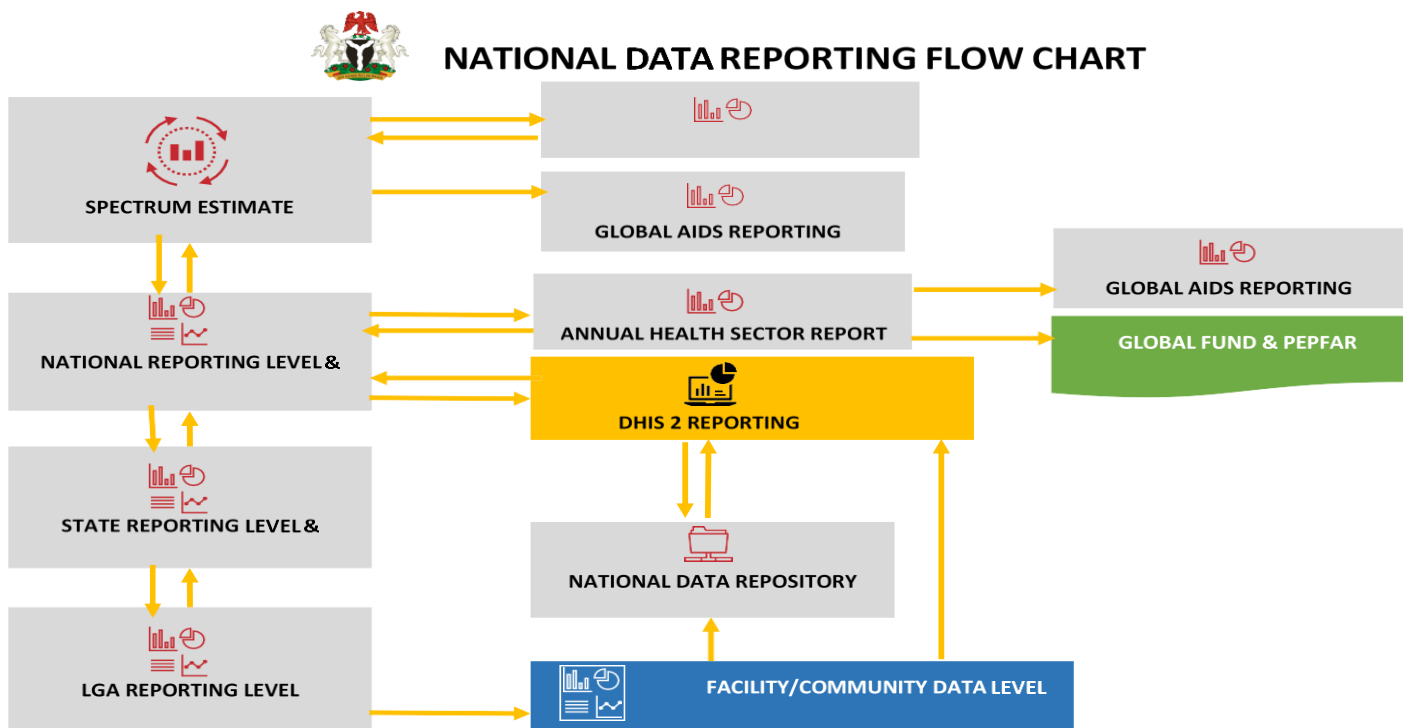 NATIONAL DATA REPORTING FLOW CHART
SPECTRUM ESTIMATE
GLOBAL AIDS REPORTING
GLOBAL AIDS REPORTING
NATIONAL REPORTING LEVEL&
ANNUAL HEALTH SECTOR REPORT
GLOBAL FUND & PEPFAR
DHIS 2 REPORTING
STATE REPORTING LEVEL&
NATIONAL DATA REPOSITORY
LGA REPORTING LEVEL
FACILITY/COMMUNITY DATA LEVEL